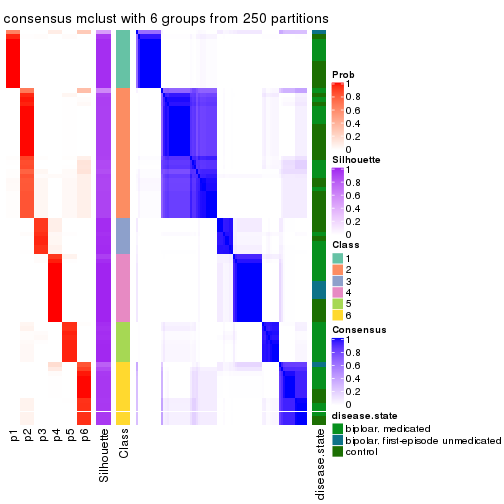 consensus mclust with 6 groups from 250 partitions
Prob
1
0.8
0.6
0.4
0.2
0
Silhouette
1
0.8
0.6
0.4
0.2
0
Class
1
2
3
4
5
6
Consensus
1
0.8
0.6
0.4
0.2
0
disease.state
biploar. medicated
bipolar. first-episode unmedicated
control
p1
p2
p3
p4
p5
p6
Silhouette
Class
disease.state